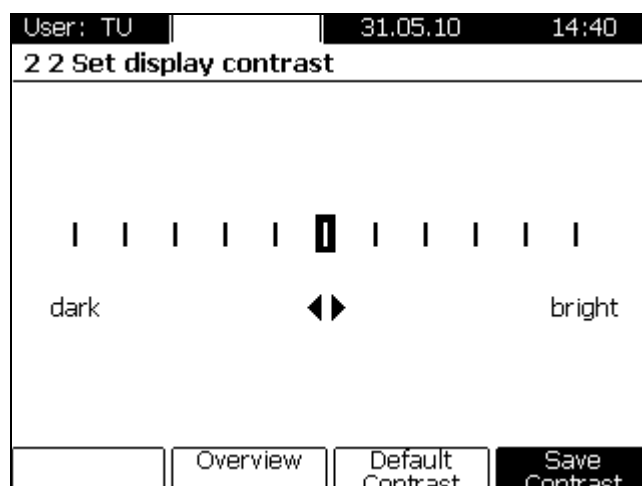 User: TU 31.05.10 14:40
2 2 Set display contrast
dark bright
Overview Default Contrast Save Contrast